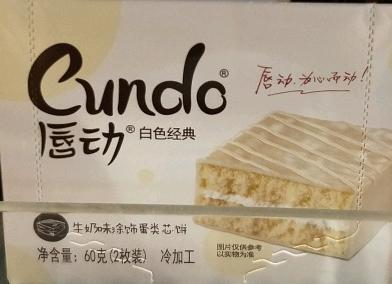 Cundo®
唇动®白色经典
唇动,为心而动!
牛奶味涂饰蛋类芯饼
净含量:60克(2枚装) 冷加工
图片仅供参考
以实物为准